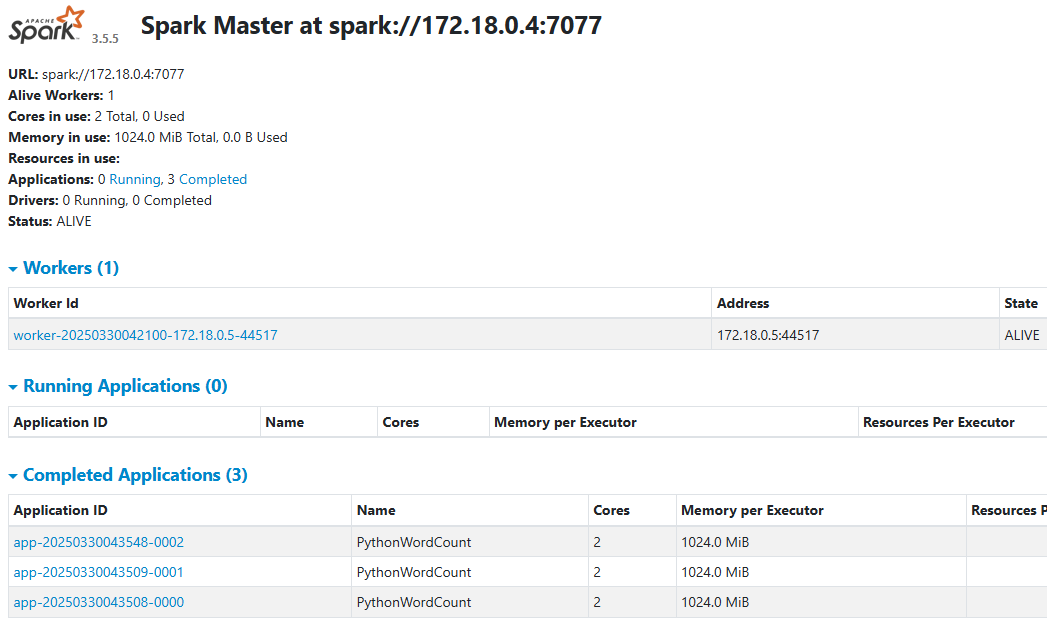 APACHE Spark 3.5.5 Spark Master at spark://172.18.0.4:7077
URL: spark://172.18.0.4:7077
Alive Workers: 1
Cores in use: 2 Total, 0 Used
Memory in use: 1024.0 MiB Total, 0.0 B Used
Resources in use:
Applications: 0 Running, 3 Completed
Drivers: 0 Running, 0 Completed
Status: ALIVE
Workers (1)
Worker Id Address State
worker-20250330042100-172.18.0.5-44517 172.18.0.5:44517 ALIVE
Running Applications (0)
Application ID Name Cores Memory per Executor Resources Per Executor
Completed Applications (3)
Application ID Name Cores Memory per Executor Resources P
app-20250330043548-0002 PythonWordCount 2 1024.0 MiB
app-20250330043509-0001 PythonWordCount 2 1024.0 MiB
app-20250330043508-0000 PythonWordCount 2 1024.0 MiB